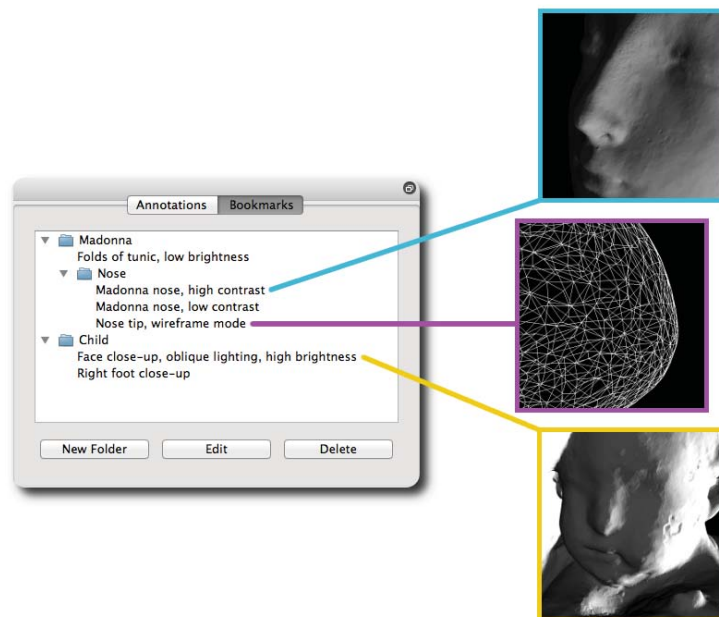 Annotations Bookmarks
Madonna
Folds of tunic, low brightness
Nose
Madonna nose, high contrast
Madonna nose, low contrast
Nose tip, wireframe mode
Child
Face close-up, oblique lighting, high brightness
Right foot close-up
New Folder Edit Delete